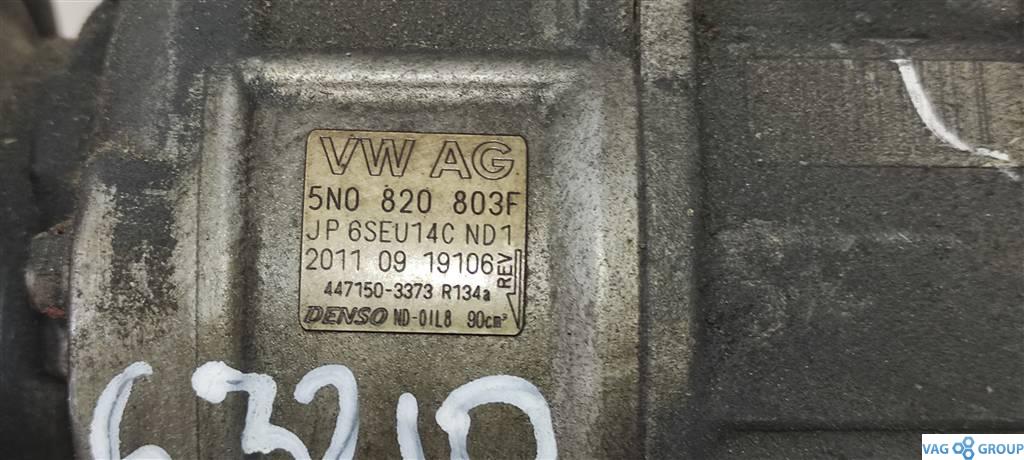 VW AG
5N0 820 803F
JP 6SEU14C ND1
2011 09 19106
REV
447150-3373 R134a
DENSO ND-OIL8 90cm³
63210
VAG GROUP